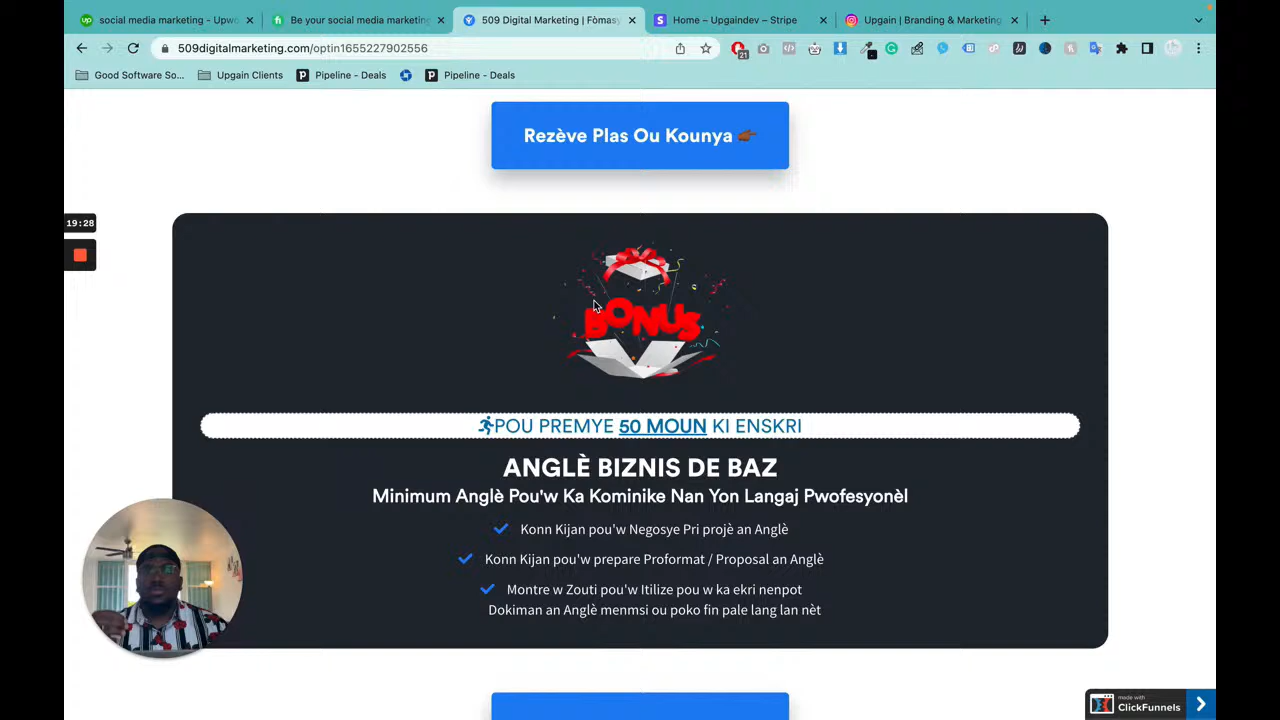 social media marketing - Upwo
Be your social media marketing
509 Digital Marketing | Fòmasy
Home – Upgaindev – Stripe
Upgain | Branding & Marketing
509digitalmarketing.com/optin1655227902556
21
Good Software So...
Upgain Clients
Pipeline - Deals
Pipeline - Deals
Rezève Plas Ou Kounya
19:28
BONUS
POU PREMYE 50 MOUN KI ENSKRI
ANGLÈ BIZNIS DE BAZ
Minimum Anglè Pou'w Ka Kominike Nan Yon Langaj Pwofesyonèl
Konn Kijan pou'w Negosye Pri projè an Anglè
Konn Kijan pou'w prepare Proformat / Proposal an Anglè
Montre w Zouti pou'w Itilize pou w ka ekri nenpot
Dokiman an Anglè menmsi ou poko fin pale lang lan nèt
made with
ClickFunnels